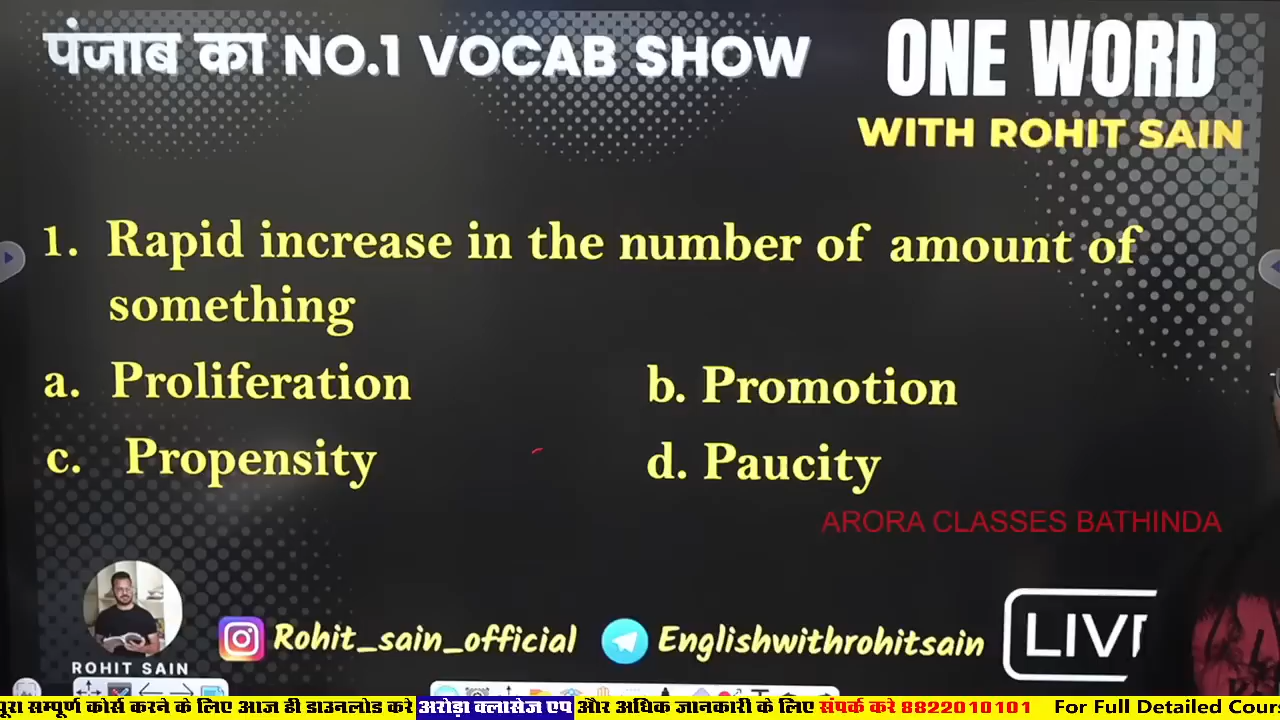 पंजाब का NO.1 VOCAB SHOW
ONE WORD
WITH ROHIT SAIN
1. Rapid increase in the number of amount of
something
a. Proliferation
b. Promotion
c. Propensity
d. Paucity
ARORA CLASSES BATHINDA
ROHIT SAIN
Rohit_sain_official
Englishwithrohitsain
LIVE
पूरा सम्पूर्ण कोर्स करने के लिए आज ही डाउनलोड करे अरोड़ा क्लासेज एप और अधिक जानकारी के लिए संपर्क करे 8822010101 For Full Detailed Cour